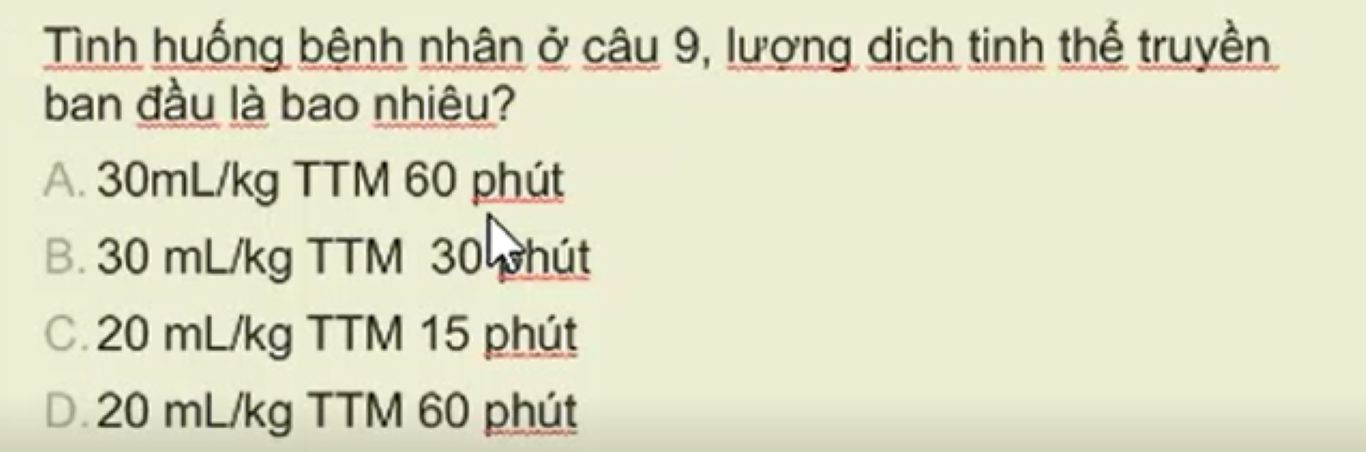 Tình huống bệnh nhân ở câu 9, lượng dịch tinh thể truyền
ban đầu là bao nhiêu?
A. 30mL/kg TTM 60 phút
B. 30 mL/kg TTM 30 phút
C. 20 mL/kg TTM 15 phút
D. 20 mL/kg TTM 60 phút